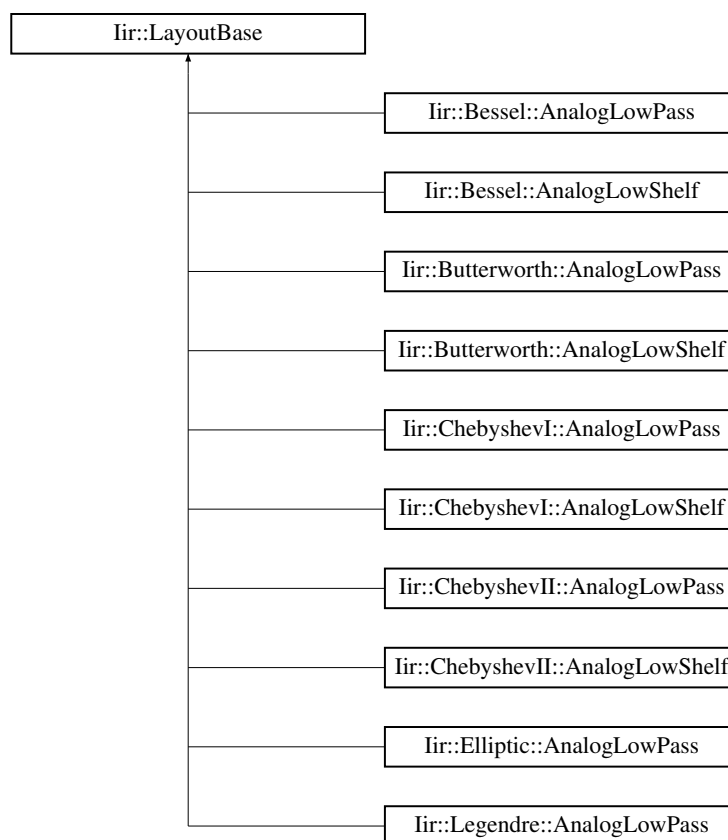 Iir::LayoutBase
Iir::Bessel::AnalogLowPass
Iir::Bessel::AnalogLowShelf
Iir::Butterworth::AnalogLowPass
Iir::Butterworth::AnalogLowShelf
Iir::ChebyshevI::AnalogLowPass
Iir::ChebyshevI::AnalogLowShelf
Iir::ChebyshevII::AnalogLowPass
Iir::ChebyshevII::AnalogLowShelf
Iir::Elliptic::AnalogLowPass
Iir::Legendre::AnalogLowPass